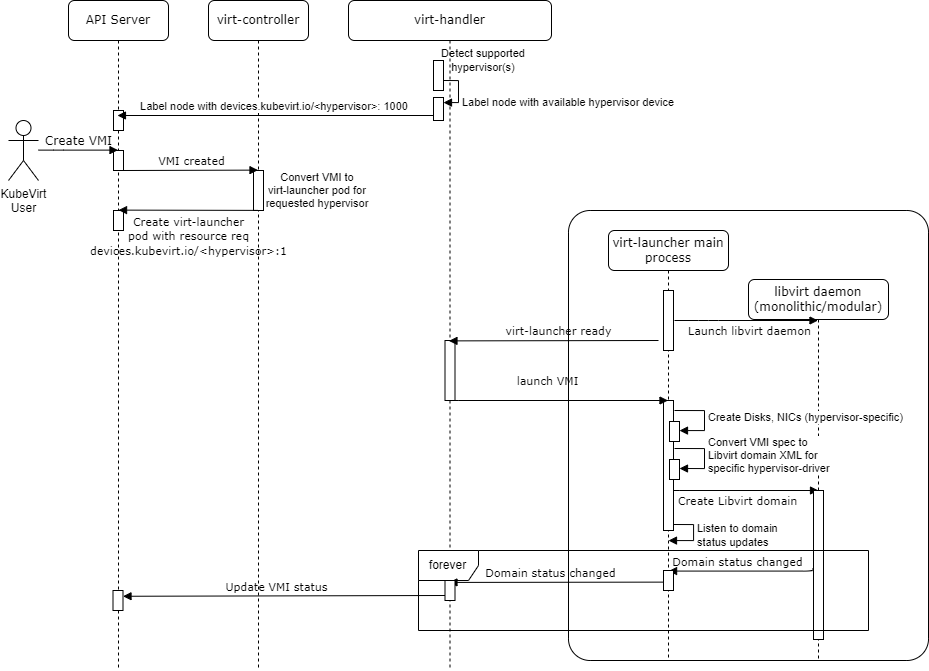 API Server
virt-controller
virt-handler
Detect supported
hypervisor(s)
Label node with devices.kubevirt.io/<hypervisor>: 1000
Label node with available hypervisor device
Create VMI
VMI created
KubeVirt
User
Convert VMI to
virt-launcher pod for
requested hypervisor
Create virt-launcher
pod with resource req
devices.kubevirt.io/<hypervisor>:1
virt-launcher main
process
libvirt daemon
(monolithic/modular)
Launch libvirt daemon
virt-launcher ready
launch VMI
Create Disks, NICs (hypervisor-specific)
Convert VMI spec to
Libvirt domain XML for
specific hypervisor-driver
Create Libvirt domain
Listen to domain
status updates
forever
Domain status changed
Domain status changed
Update VMI status